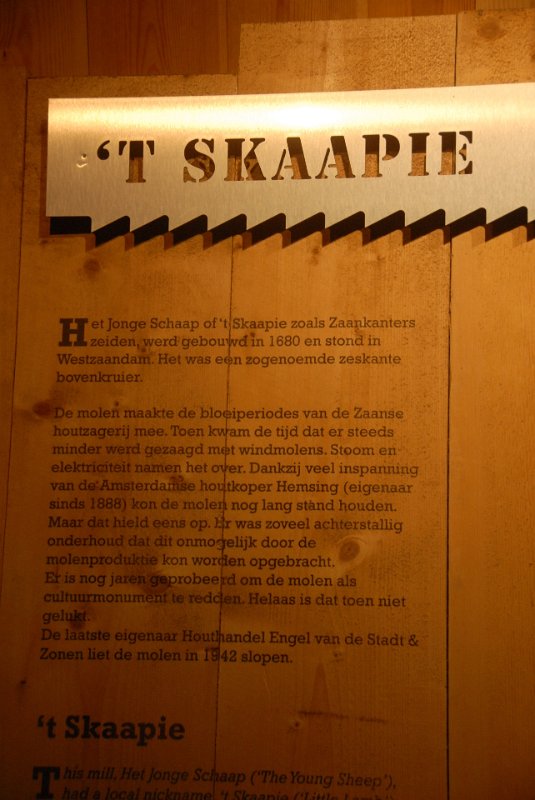 ‘T SKAAPIE
Het Jonge Schaap of ‘t Skaapie zoals Zaankanters
zeiden, werd gebouwd in 1680 en stond in
Westzaandam. Het was een zogenoemde zeskante
bovenkruier.
De molen maakte de bloeiperiodes van de Zaanse
houtzagerij mee. Toen kwam de tijd dat er steeds
minder werd gezaagd met windmolens. Stoom en
elektriciteit namen het over. Dankzij veel inspanning
van de Amsterdamse houtkoper Hemsing (eigenaar
sinds 1888) kon de molen nog lang stand houden.
Maar dat hield eens op. Er was zoveel achterstallig
onderhoud dat dit onmogelijk door de
molenproduktie kon worden opgebracht.
Er is nog jaren geprobeerd om de molen als
cultuurmonument te redden. Helaas is dat toen niet
gelukt.
De laatste eigenaar Houthandel Engel van de Stadt &
Zonen liet de molen in 1942 slopen.
‘t Skaapie
This mill, Het Jonge Schaap (‘The Young Sheep’),
had a local nickname, ‘t Skaapie (‘Little Lamb’)